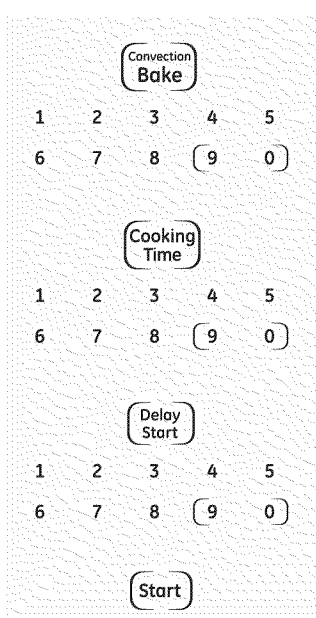 Convection
Bake
1 2 3 4 5
6 7 8 9 0
Cooking
Time
1 2 3 4 5
6 7 8 9 0
Delay
Start
1 2 3 4 5
6 7 8 9 0
Start